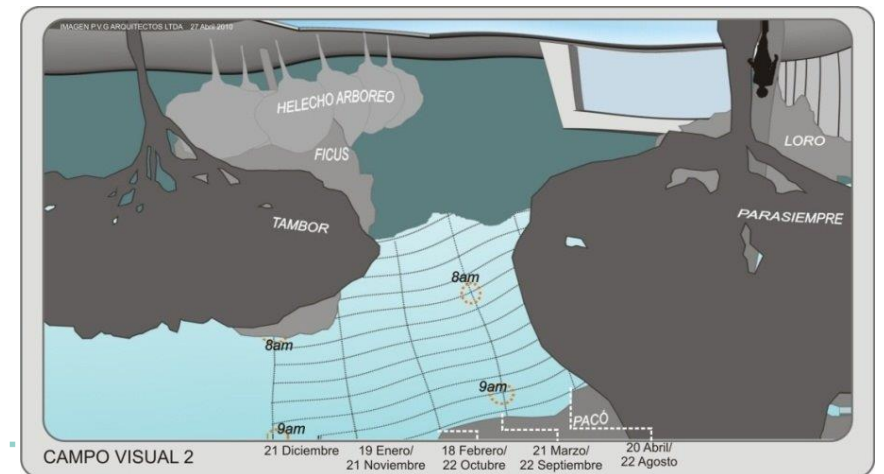 IMAGEN P.V.G ARQUITECTOS LTDA 27 Abril 2010
HELECHO ARBOREO
LORO
FICUS
TAMBOR
PARASIEMPRE
8am
8am
9am
PACÓ
9am
CAMPO VISUAL 2
21 Diciembre
19 Enero/
21 Noviembre
18 Febrero/
22 Octubre
21 Marzo/
22 Septiembre
20 Abril/
22 Agosto